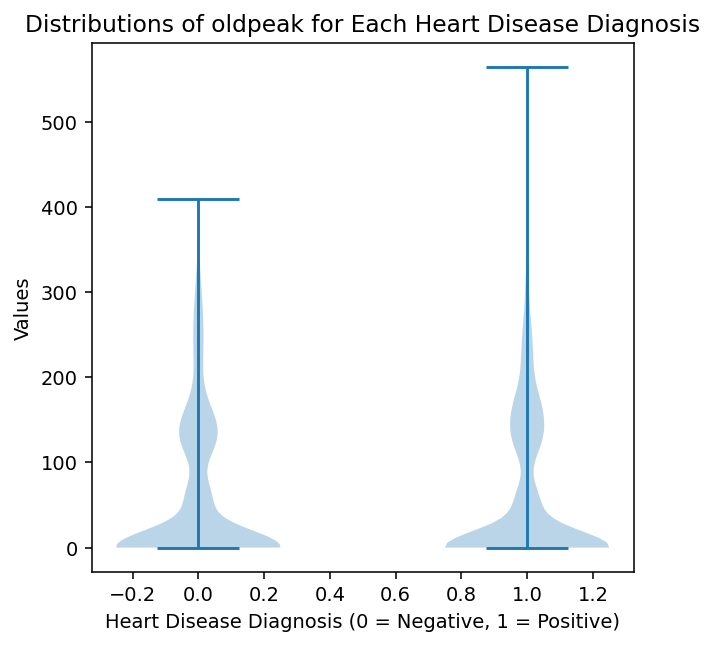 Distributions of oldpeak for Each Heart Disease Diagnosis
500
400
300
200
100
0
Values
−0.2 0.0 0.2 0.4 0.6 0.8 1.0 1.2
Heart Disease Diagnosis (0 = Negative, 1 = Positive)